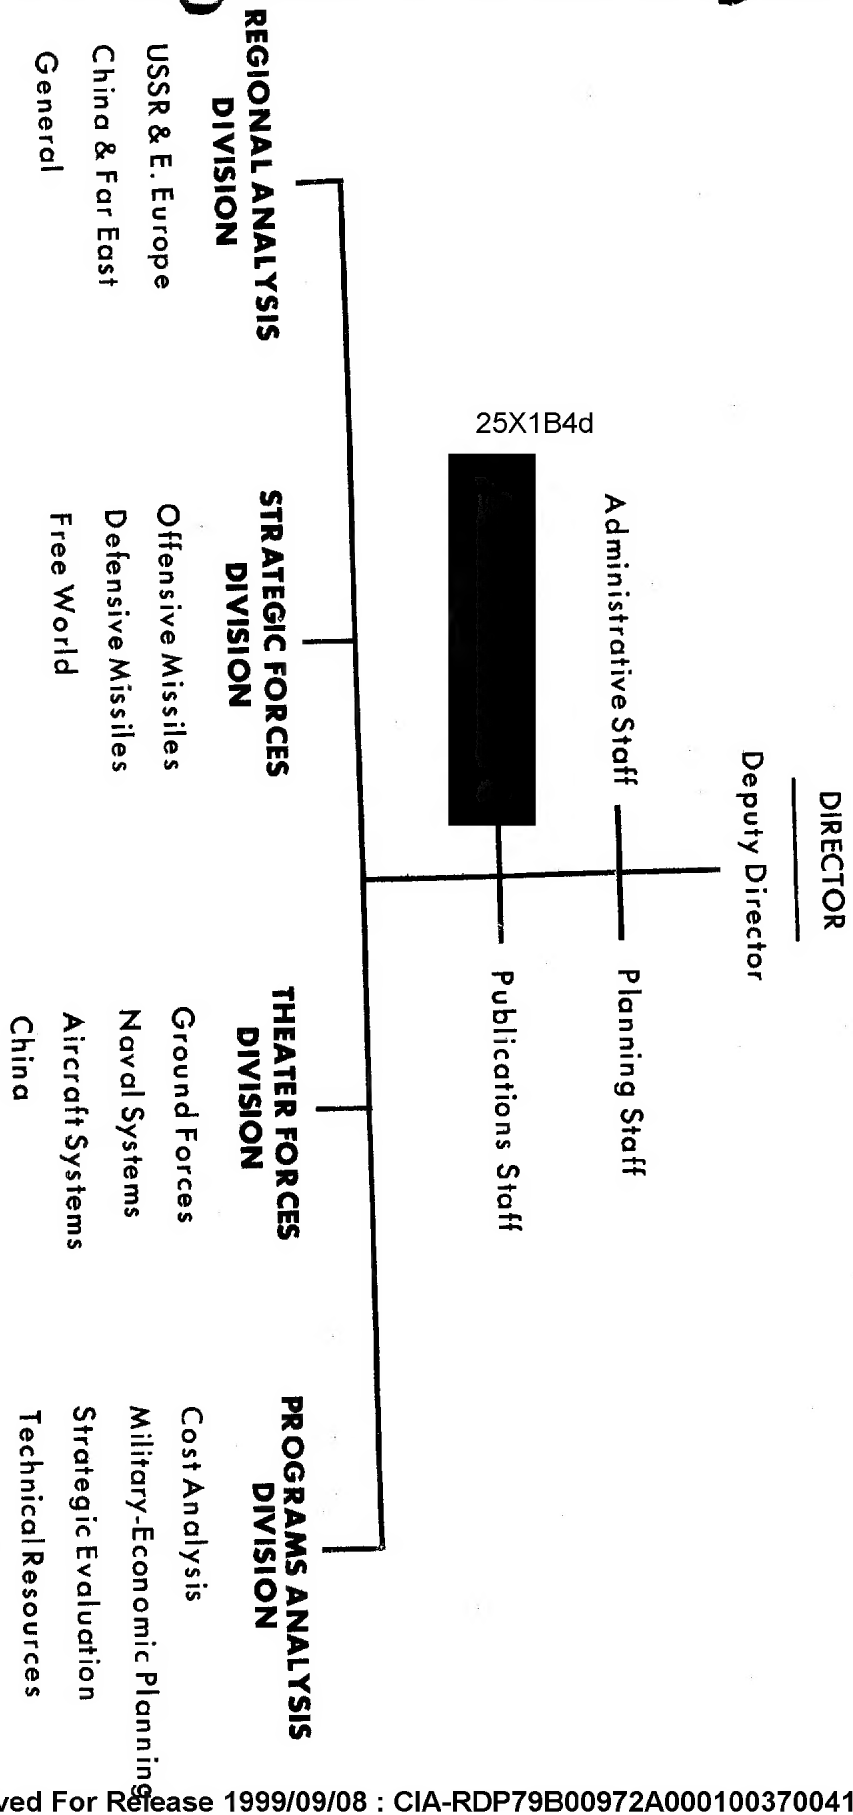 DIRECTOR
Deputy Director
Administrative Staff
Planning Staff
25X1B4d
Publications Staff
REGIONAL ANALYSIS
DIVISION
USSR & E. Europe
China & Far East
General
STRATEGIC FORCES
DIVISION
Offensive Missiles
Defensive Missiles
Free World
THEATER FORCES
DIVISION
Ground Forces
Naval Systems
Aircraft Systems
China
PROGRAMS ANALYSIS
DIVISION
Cost Analysis
Military-Economic Planning
Strategic Evaluation
Technical Resources
ved For Release 1999/09/08 : CIA-RDP79B00972A000100370041